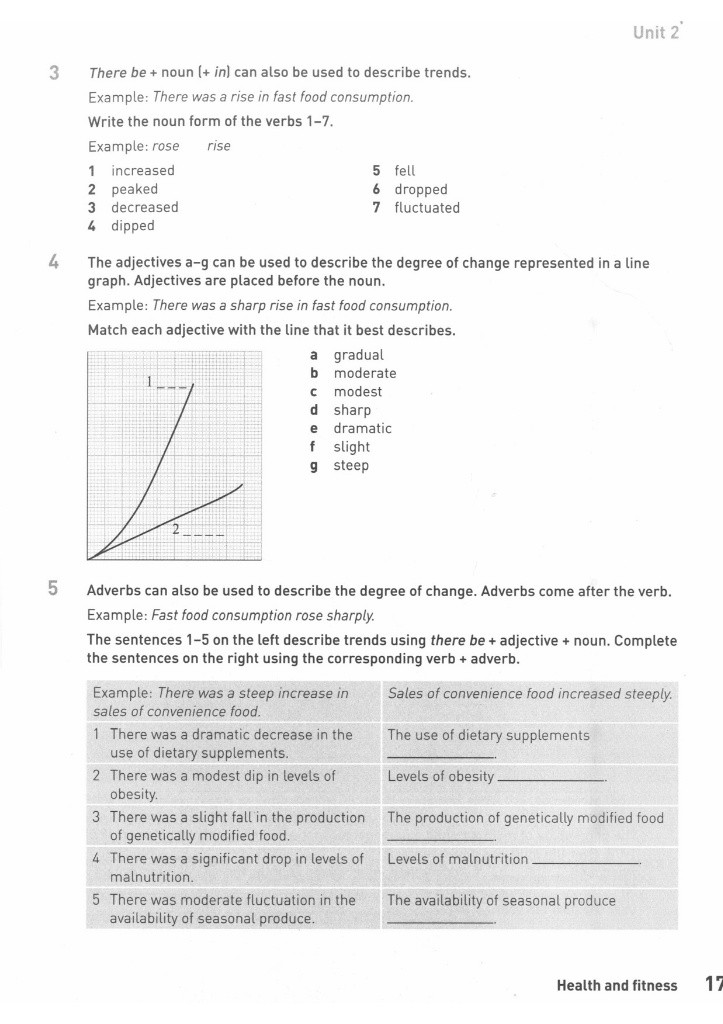 Unit 2
3 There be + noun (+ in) can also be used to describe trends.
Example: There was a rise in fast food consumption.
Write the noun form of the verbs 1–7.
Example: rose rise
1 increased
2 peaked
3 decreased
4 dipped
5 fell
6 dropped
7 fluctuated
4 The adjectives a–g can be used to describe the degree of change represented in a line
graph. Adjectives are placed before the noun.
Example: There was a sharp rise in fast food consumption.
Match each adjective with the line that it best describes.
1 _ _ _ _
2 _ _ _ _
a gradual
b moderate
c modest
d sharp
e dramatic
f slight
g steep
5 Adverbs can also be used to describe the degree of change. Adverbs come after the verb.
Example: Fast food consumption rose sharply.
The sentences 1–5 on the left describe trends using there be + adjective + noun. Complete
the sentences on the right using the corresponding verb + adverb.
Example: There was a steep increase in
sales of convenience food.
Sales of convenience food increased steeply.
1 There was a dramatic decrease in the
use of dietary supplements.
The use of dietary supplements
____________.
2 There was a modest dip in levels of
obesity.
Levels of obesity ____________.
3 There was a slight fall in the production
of genetically modified food.
The production of genetically modified food
____________.
4 There was a significant drop in levels of
malnutrition.
Levels of malnutrition ____________.
5 There was moderate fluctuation in the
availability of seasonal produce.
The availability of seasonal produce
____________.
Health and fitness 17